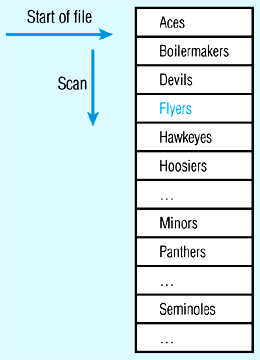 Start of file
Scan
Aces
Boilermakers
Devils
Flyers
Hawkeyes
Hoosiers
...
Minors
Panthers
...
Seminoles
...